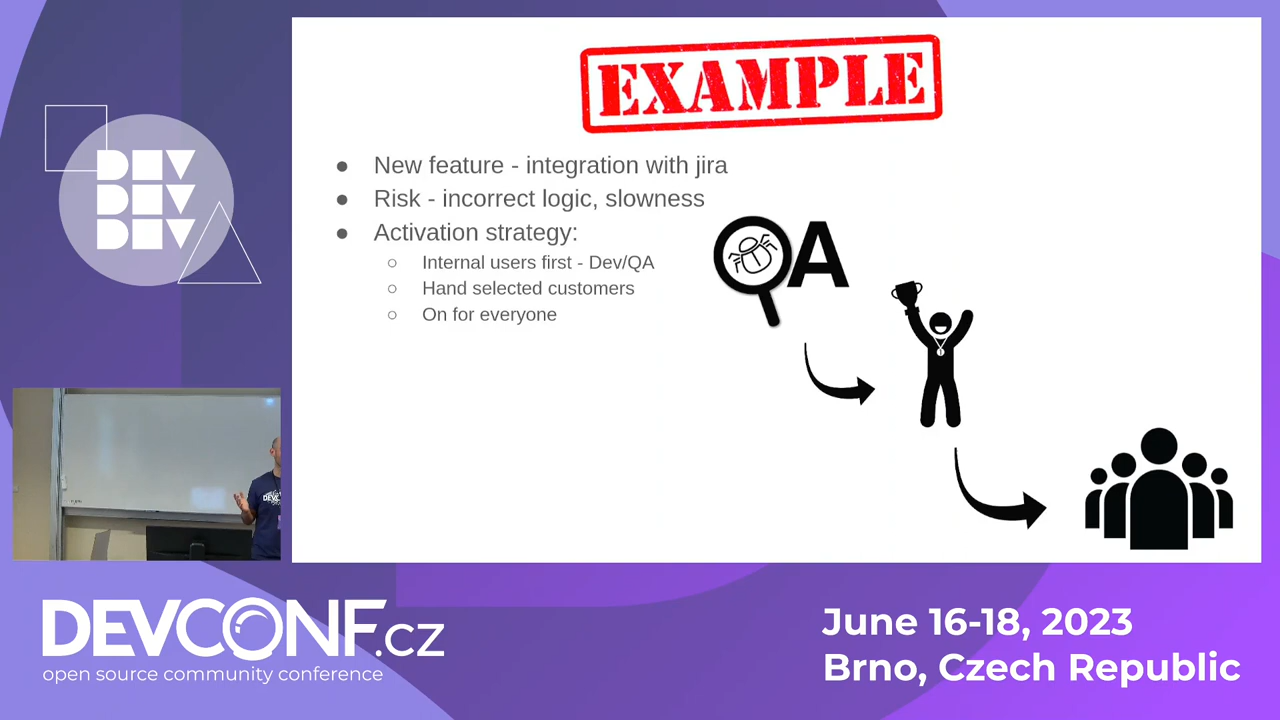 EXAMPLE
DEV
DEV
DEV
● New feature - integration with jira
● Risk - incorrect logic, slowness
● Activation strategy:
○ Internal users first - Dev/QA
○ Hand selected customers
○ On for everyone
QA
DEVCONF.cz
open source community conference
June 16-18, 2023
Brno, Czech Republic